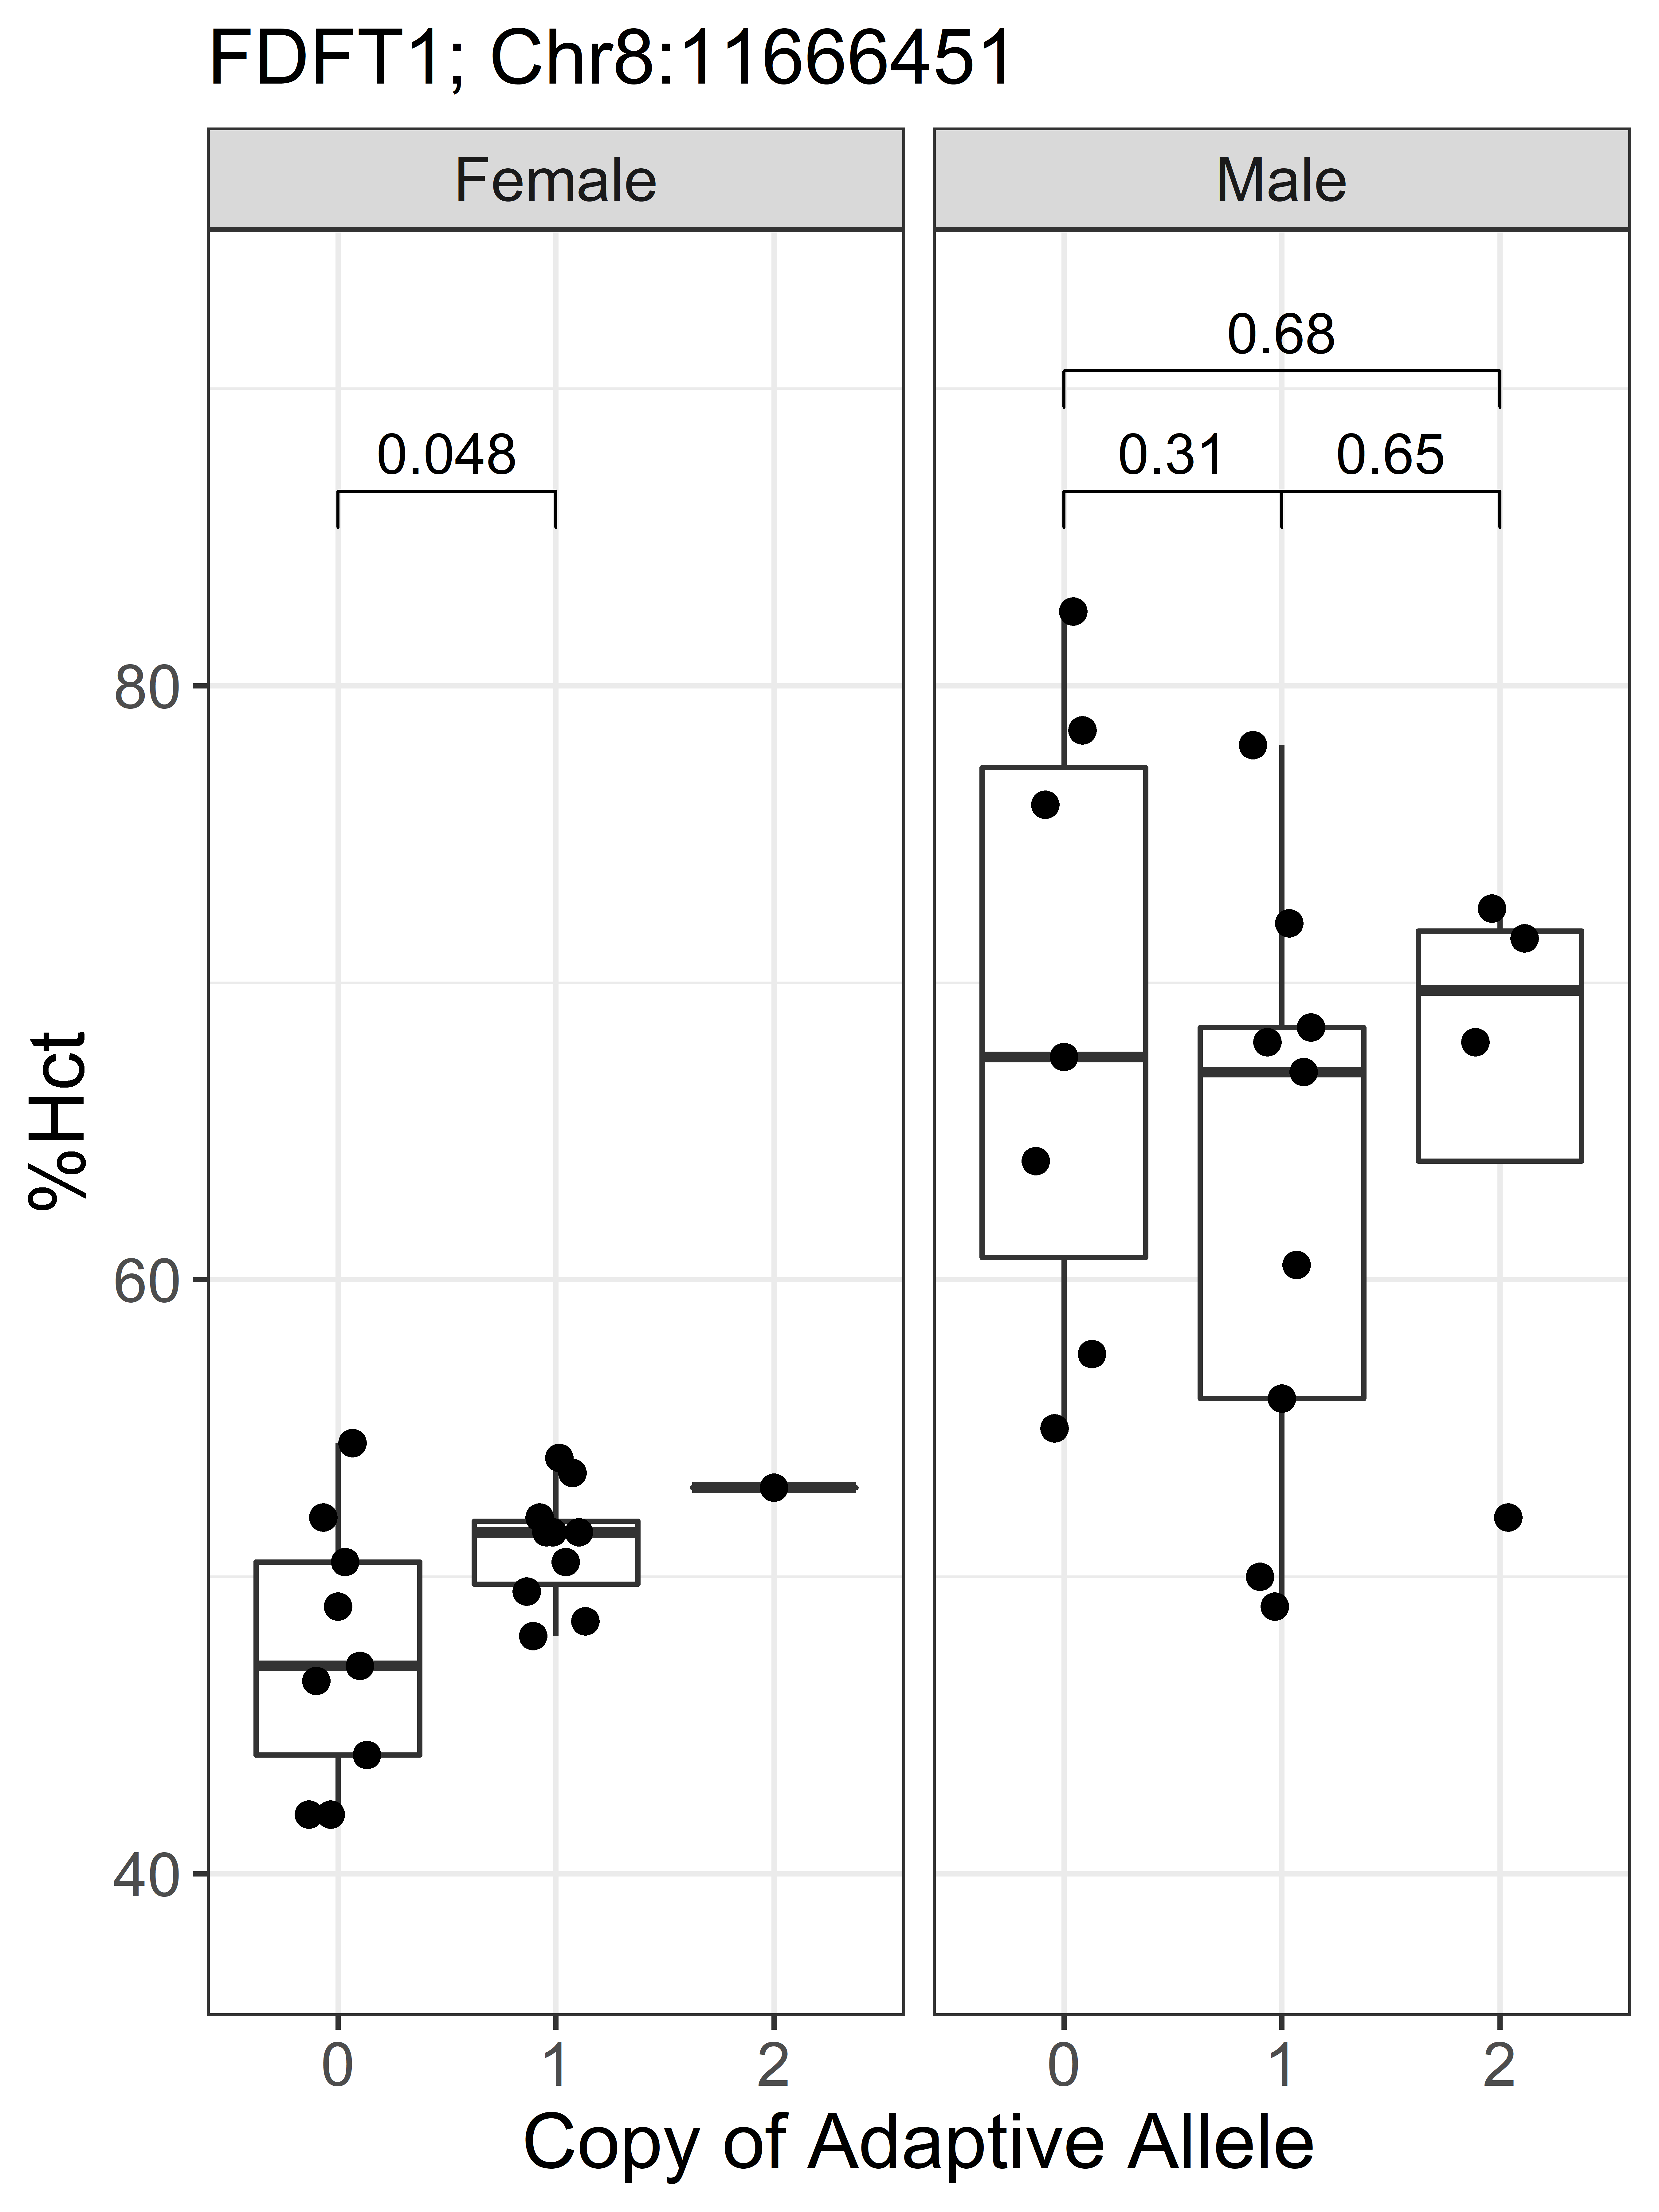 FDFT1; Chr8:11666451
Female
Male
0.68
0.048
0.31
0.65
80
60
40
%Hct
0 1 2
0 1 2
Copy of Adaptive Allele